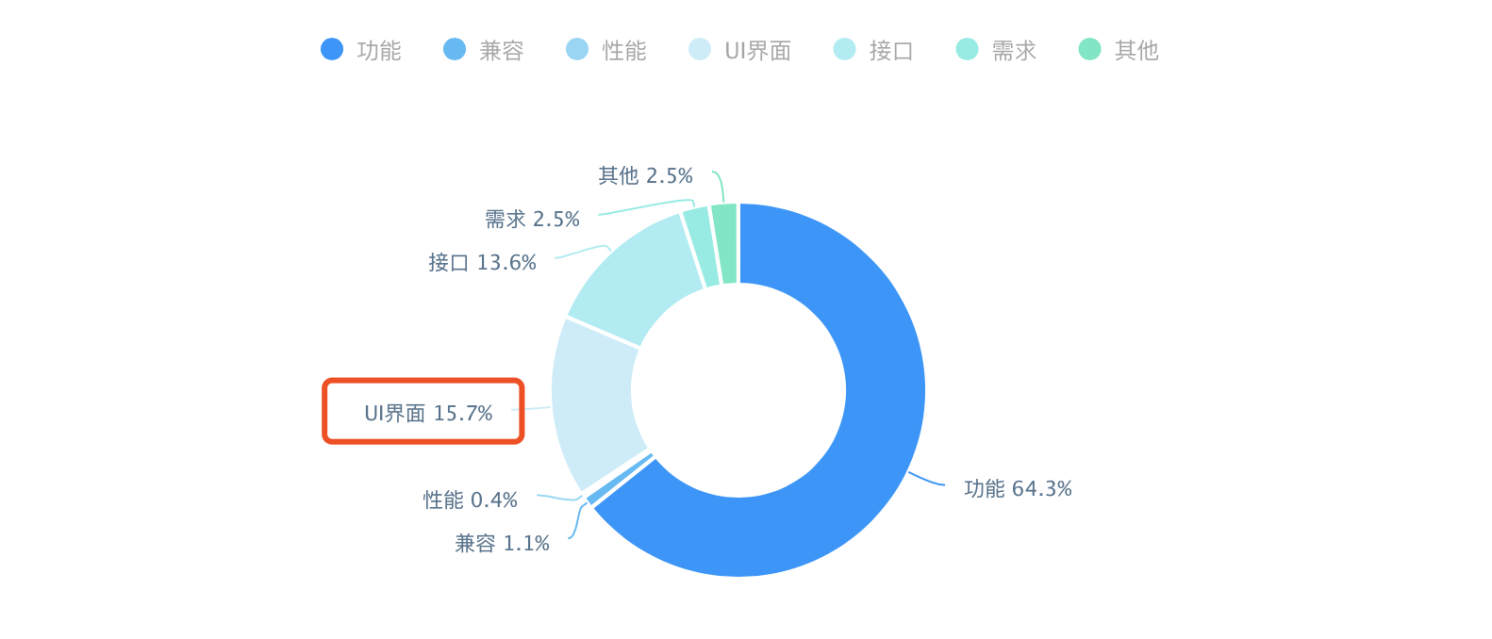 功能 兼容 性能 UI界面 接口 需求 其他
其他 2.5%
需求 2.5%
接口 13.6%
UI界面 15.7%
功能 64.3%
性能 0.4%
兼容 1.1%